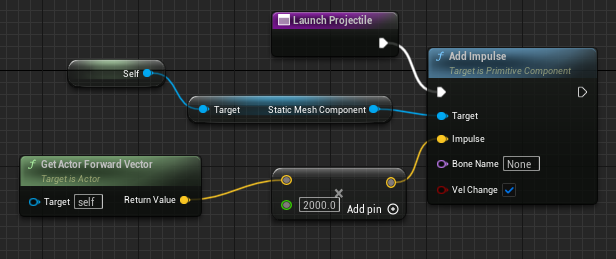 Launch Projectile
Self
Target
Static Mesh Component
f Add Impulse
Target is Primitive Component
Target
Impulse
Bone Name None
Vel Change
f Get Actor Forward Vector
Target is Actor
Target self
Return Value
2000.0
×
Add pin